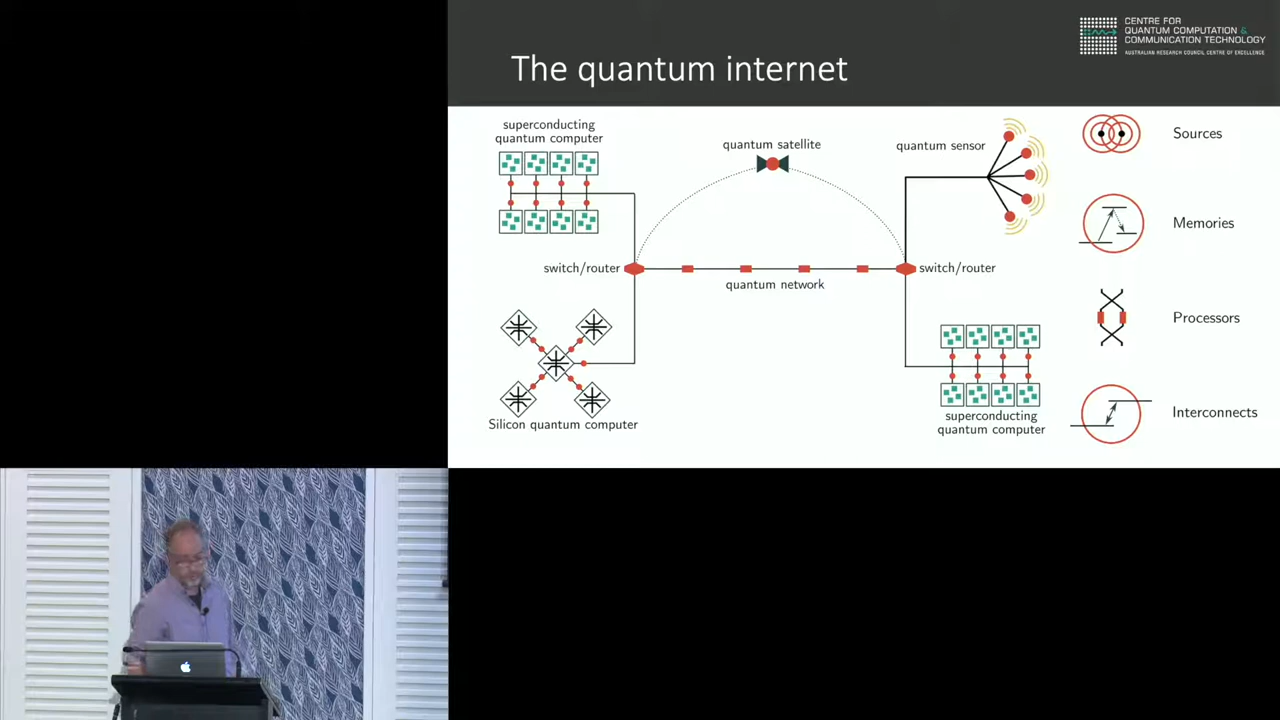 CENTRE FOR
QUANTUM COMPUTATION &
COMMUNICATION TECHNOLOGY
AUSTRALIAN RESEARCH COUNCIL CENTRE OF EXCELLENCE
The quantum internet
superconducting
quantum computer
quantum satellite
quantum sensor
Sources
Memories
switch/router
switch/router
quantum network
Processors
Silicon quantum computer
superconducting
quantum computer
Interconnects